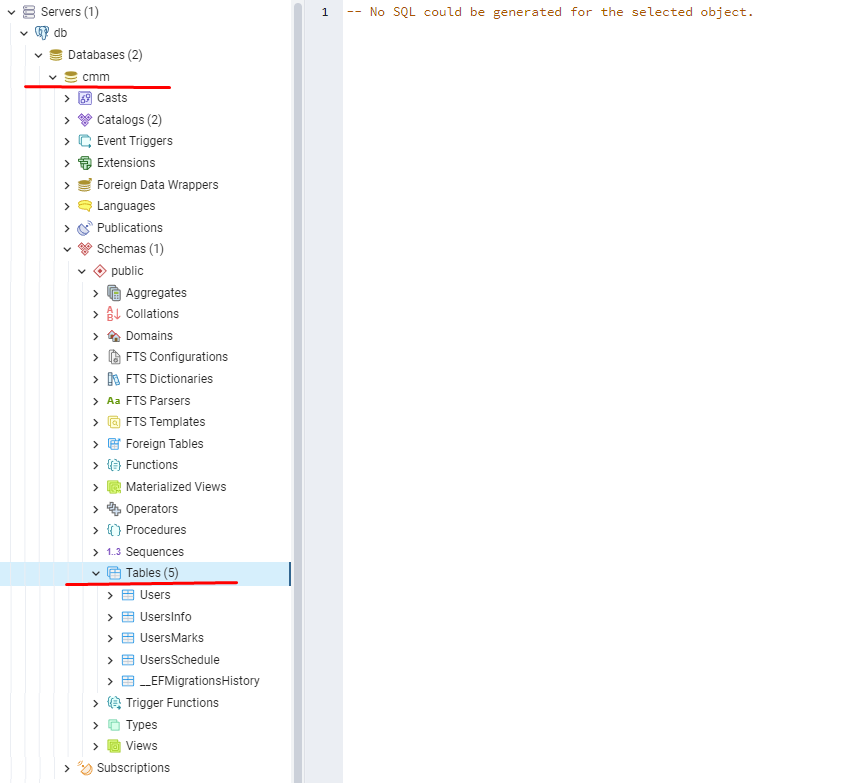 Servers (1)
db
Databases (2)
cmm
Casts
Catalogs (2)
Event Triggers
Extensions
Foreign Data Wrappers
Languages
Publications
Schemas (1)
public
Aggregates
Collations
Domains
FTS Configurations
FTS Dictionaries
Aa FTS Parsers
FTS Templates
Foreign Tables
Functions
Materialized Views
Operators
Procedures
1..3 Sequences
Tables (5)
Users
UsersInfo
UsersMarks
UsersSchedule
__EFMigrationsHistory
Trigger Functions
Types
Views
Subscriptions
1 -- No SQL could be generated for the selected object.